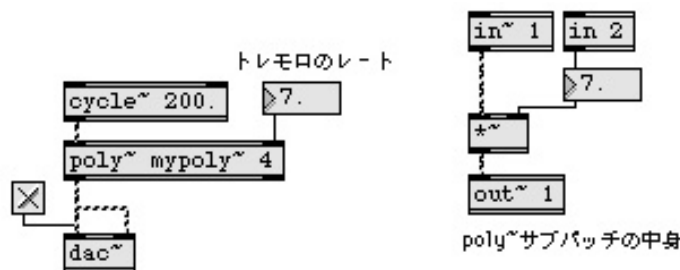 トレモロのレート
cycle~ 200.
7.
poly~ mypoly~ 4
dac~
in~ 1
in 2
7.
*~
out~ 1
poly~サブパッチの中身